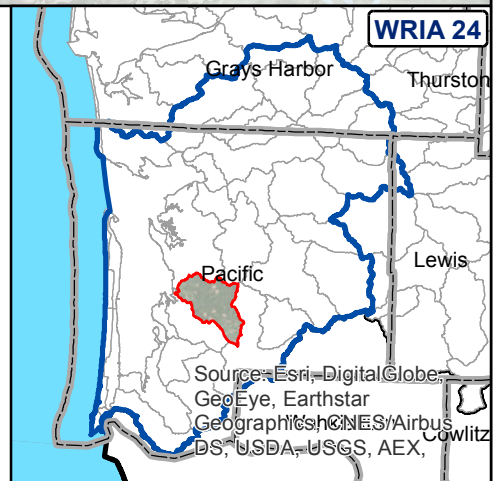 WRIA 24
Grays Harbor
Thurston
Pacific
Lewis
Source: Esri, DigitalGlobe,
GeoEye, Earthstar
Geographics, CNES/Airbus
DS, USDA, USGS, AEX,
Wahkiakum
Cowlitz